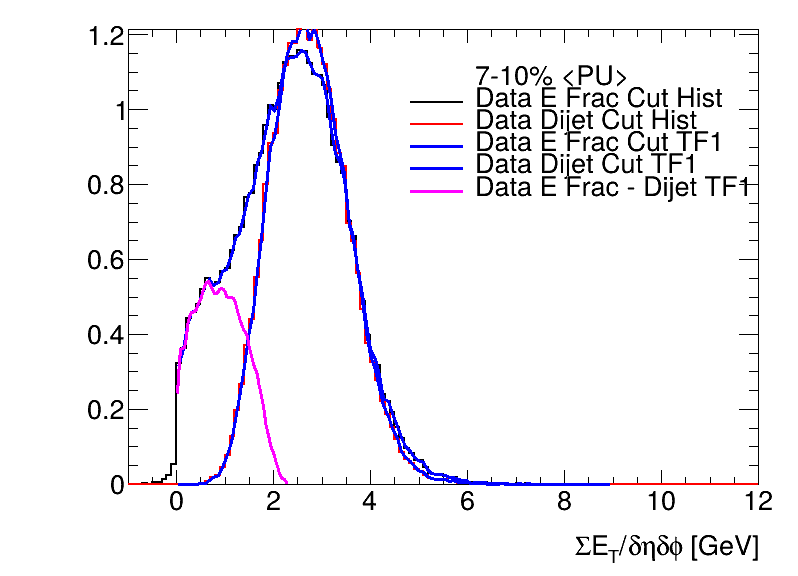 1.2
7-10% <PU>
Data E Frac Cut Hist
1
Data Dijet Cut Hist
Data E Frac Cut TF1
Data Dijet Cut TF1
0.8
Data E Frac - Dijet TF1
0.6
0.4
0.2
0
0 2 4 6 8 10 12
ΣE_T/δηδϕ [GeV]